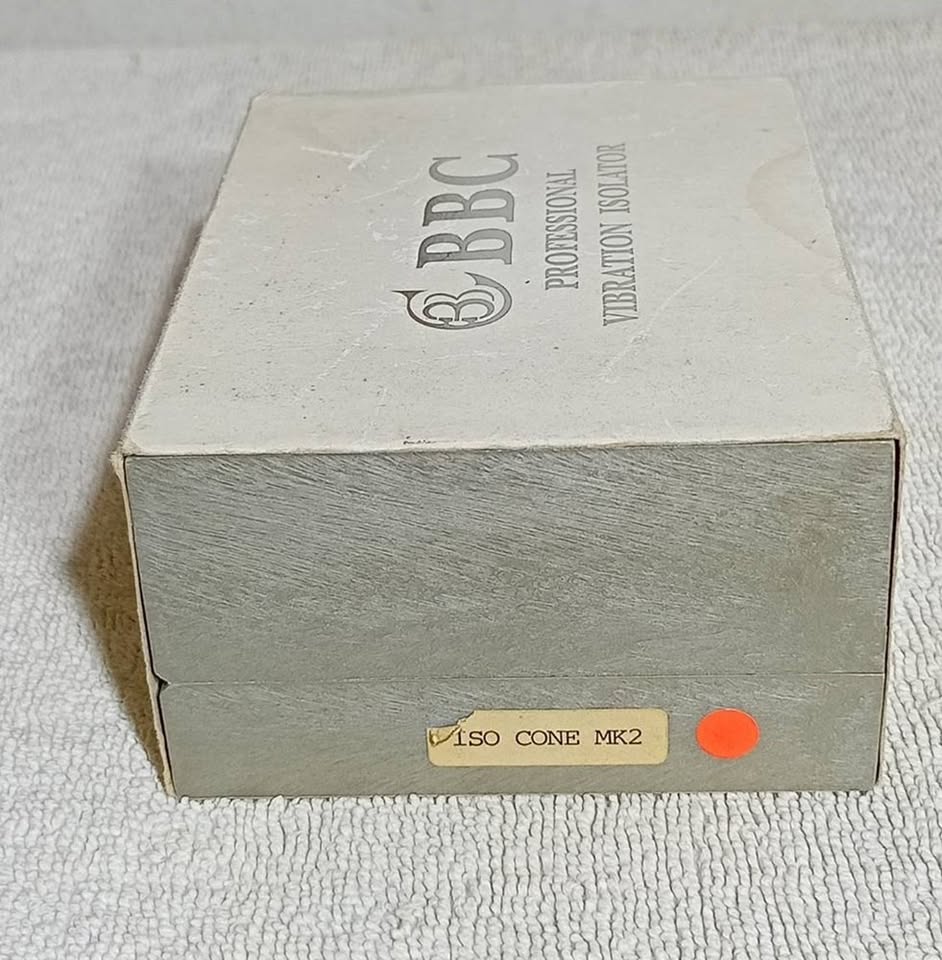 BBC
PROFESSIONAL
VIBRATION ISOLATOR
ISO CONE MK2